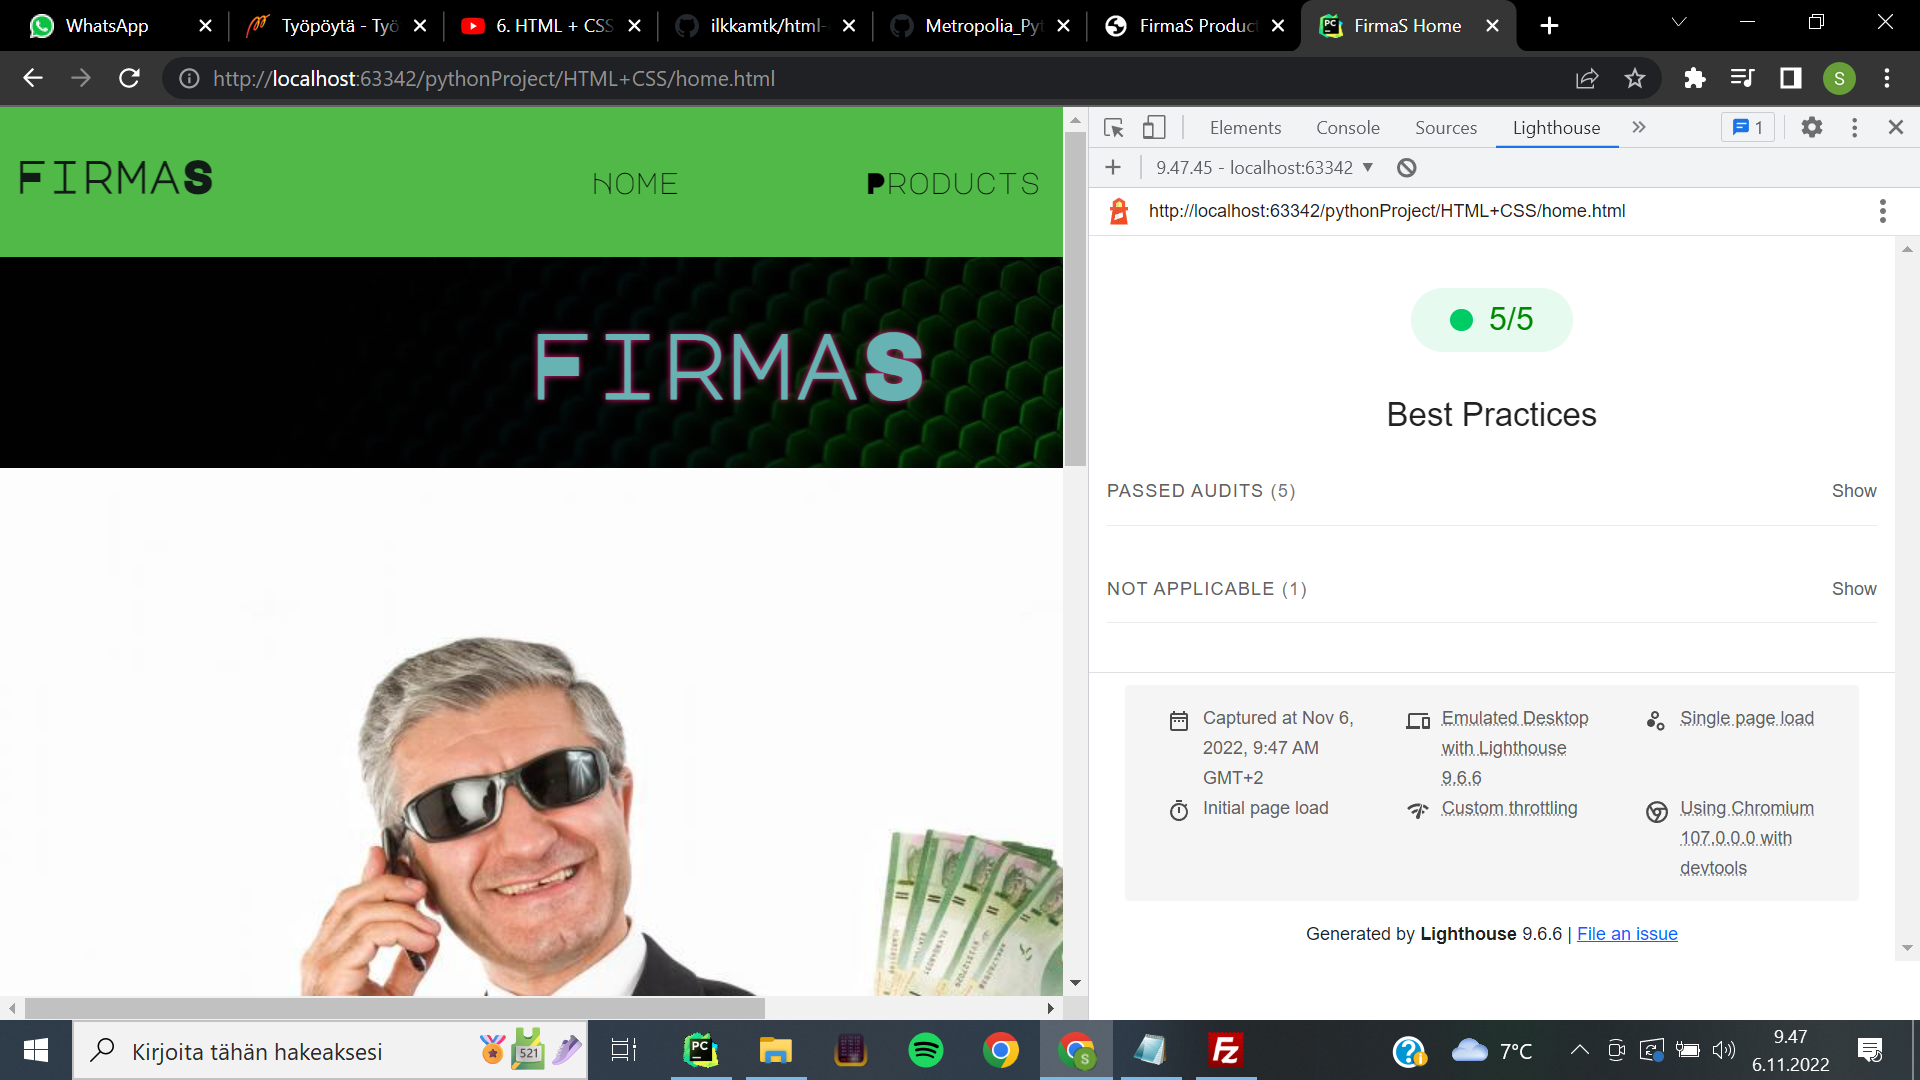 WhatsApp
Työpöytä - Työ
6. HTML + CSS
ilkkamtk/html-
Metropolia_Pyt
FirmaS Produc
FirmaS Home
http://localhost:63342/pythonProject/HTML+CSS/home.html
S
FIRMAS
HOME
PRODUCTS
FIRMAS
Elements
Console
Sources
Lighthouse
1
9.47.45 - localhost:63342
http://localhost:63342/pythonProject/HTML+CSS/home.html
5/5
Best Practices
PASSED AUDITS (5)
Show
NOT APPLICABLE (1)
Show
Captured at Nov 6,
2022, 9:47 AM
GMT+2
Emulated Desktop
with Lighthouse
9.6.6
Single page load
Initial page load
Custom throttling
Using Chromium
107.0.0.0 with
devtools
Generated by Lighthouse 9.6.6 | File an issue
Kirjoita tähän hakeaksesi
521
PC
S
FZ
7°C
9.47
6.11.2022